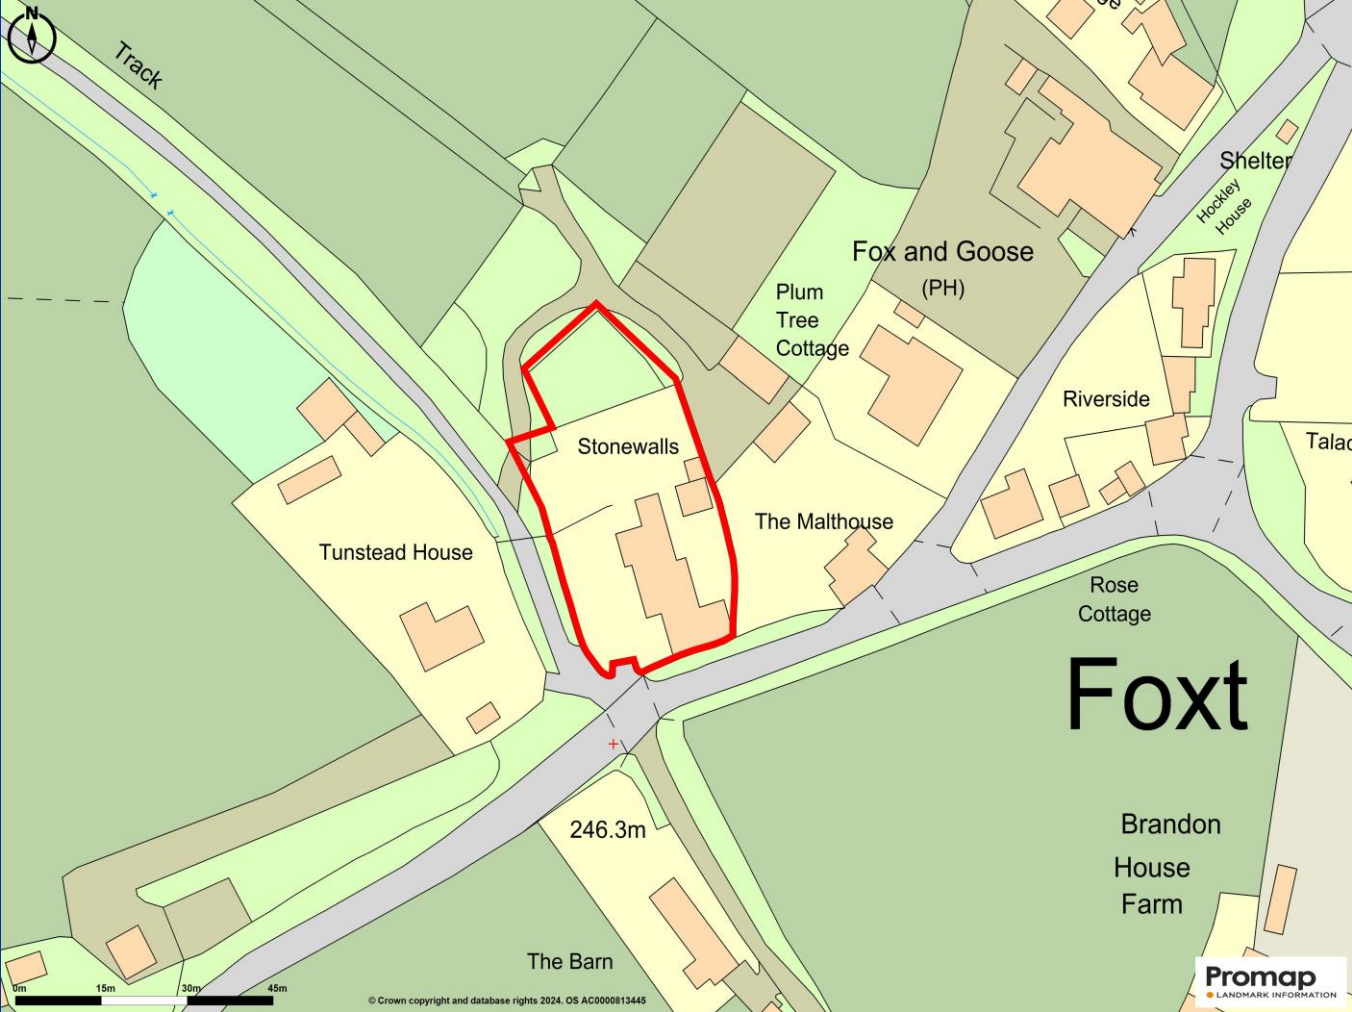 N
Track
Shelter
Hockley
House
Fox and Goose
(PH)
Plum
Tree
Cottage
Riverside
Stonewalls
The Malthouse
Tunstead House
Rose
Cottage
Foxt
246.3m
Brandon
House
Farm
The Barn
0m 15m 30m 45m
© Crown copyright and database rights 2024. OS AC0000813445
Promap
LANDMARK INFORMATION